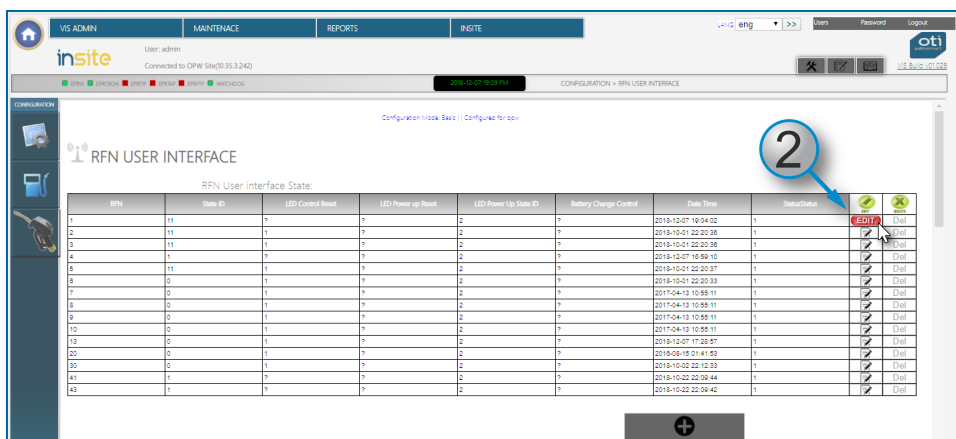 VIS ADMIN MAINTENACE REPORTS INSITE LANG eng >> Users Password Logout
insite
User: admin
Connected to OPW Site(10.35.3.242)
oti
VIS Build v01.038
2018-12-07 19:09 PM
WATCHDOG
CONFIGURATION > RFN USER INTERFACE
CONFIGURATION
Configuration Mode: Basic | | Configured for opw
2
RFN USER INTERFACE
RFN User interface State:
RFN State ID LED Control Reset LED Power up Reset LED Power Up State ID Battery Change Control Date Time StatusStatus EDIT DELETE
1 11 ? ? 2 ? 2018-12-07 19:04:02 1 EDIT Del
2 11 1 ? 2 ? 2018-10-01 22:20:36 1 Del
3 11 1 ? 2 ? 2018-10-01 22:20:36 1 Del
4 1 ? ? 2 ? 2018-12-07 16:59:10 1 Del
5 11 1 ? 2 ? 2018-10-01 22:20:37 1 Del
6 0 1 ? 2 ? 2018-10-01 22:20:33 1 Del
7 0 1 ? 2 ? 2017-04-13 10:55:11 1 Del
8 0 1 ? 2 ? 2017-04-13 10:55:11 1 Del
9 0 1 ? 2 ? 2017-04-13 10:55:11 1 Del
10 0 1 ? 2 ? 2017-04-13 10:55:11 1 Del
13 0 1 ? 2 ? 2018-12-07 17:28:57 1 Del
20 0 1 ? 2 ? 2016-08-15 01:41:53 1 Del
30 0 1 ? 2 ? 2018-10-02 22:12:33 1 Del
41 1 ? ? 2 ? 2018-10-22 22:09:44 1 Del
43 1 ? ? 2 ? 2018-10-22 22:09:42 1 Del